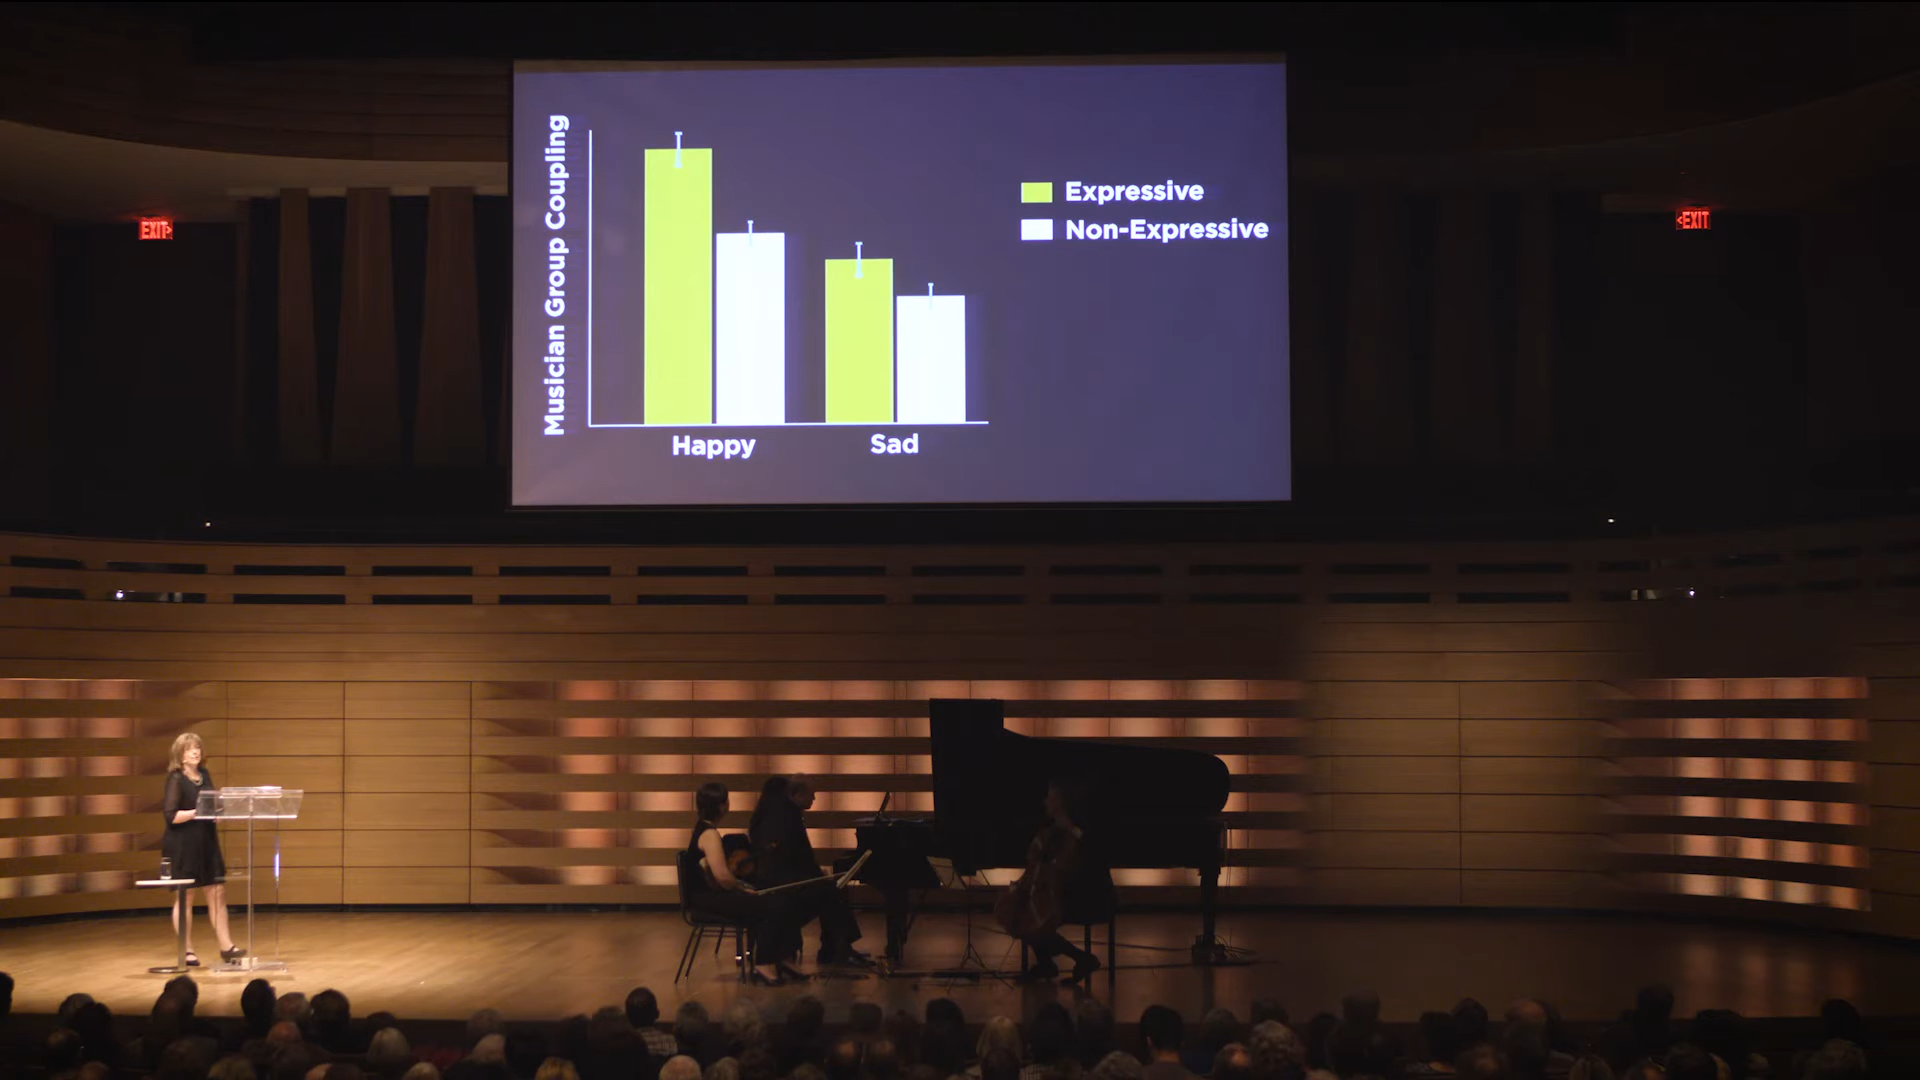 Musician Group Coupling
Expressive
Non-Expressive
Happy
Sad
EXIT
EXIT